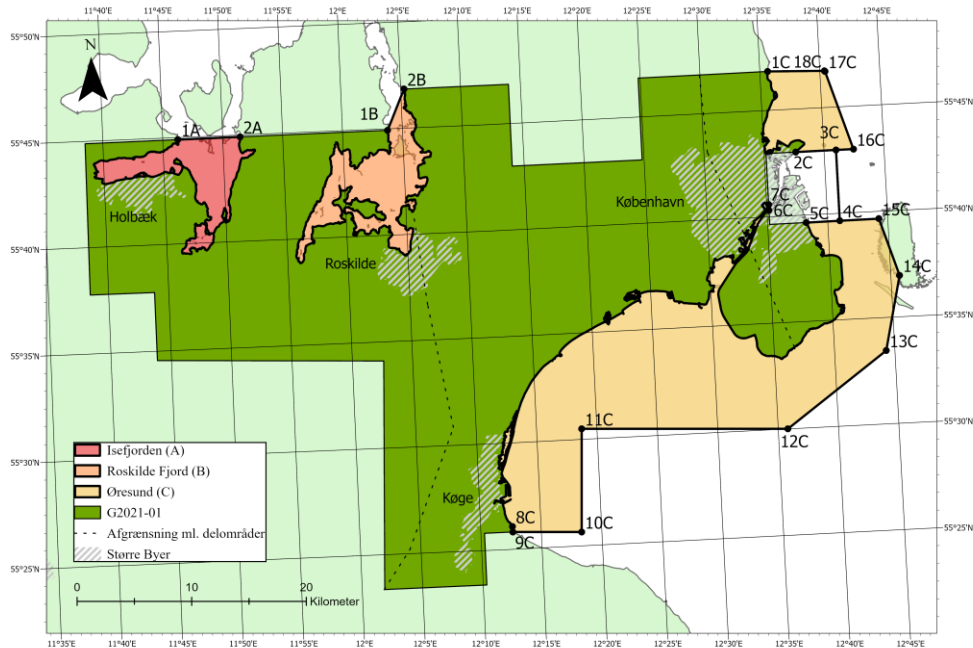 11°40'E 11°45'E 11°50'E 11°55'E 12°0'E 12°5'E 12°10'E 12°15'E 12°20'E 12°25'E 12°30'E 12°35'E 12°40'E 12°45'E
55°50'N
N
2B
1C 18C 17C
55°45'N
1A 2A 1B
3C 16C
2C
55°45'N
Holbæk
København
7C
6C 5C 4C 15C
55°40'N
Roskilde
14C
55°40'N
55°35'N
13C
55°35'N
11C
12C
55°30'N
55°30'N
Isefjorden (A)
Roskilde Fjord (B)
Øresund (C)
G2021-01
Afgrænsning ml. delområder
Større Byer
Køge
8C
9C
10C
55°25'N
55°25'N
0 5 10 20
Kilometer
11°35'E 11°40'E 11°45'E 11°50'E 11°55'E 12°0'E 12°5'E 12°10'E 12°15'E 12°20'E 12°25'E 12°30'E 12°35'E 12°40'E 12°45'E